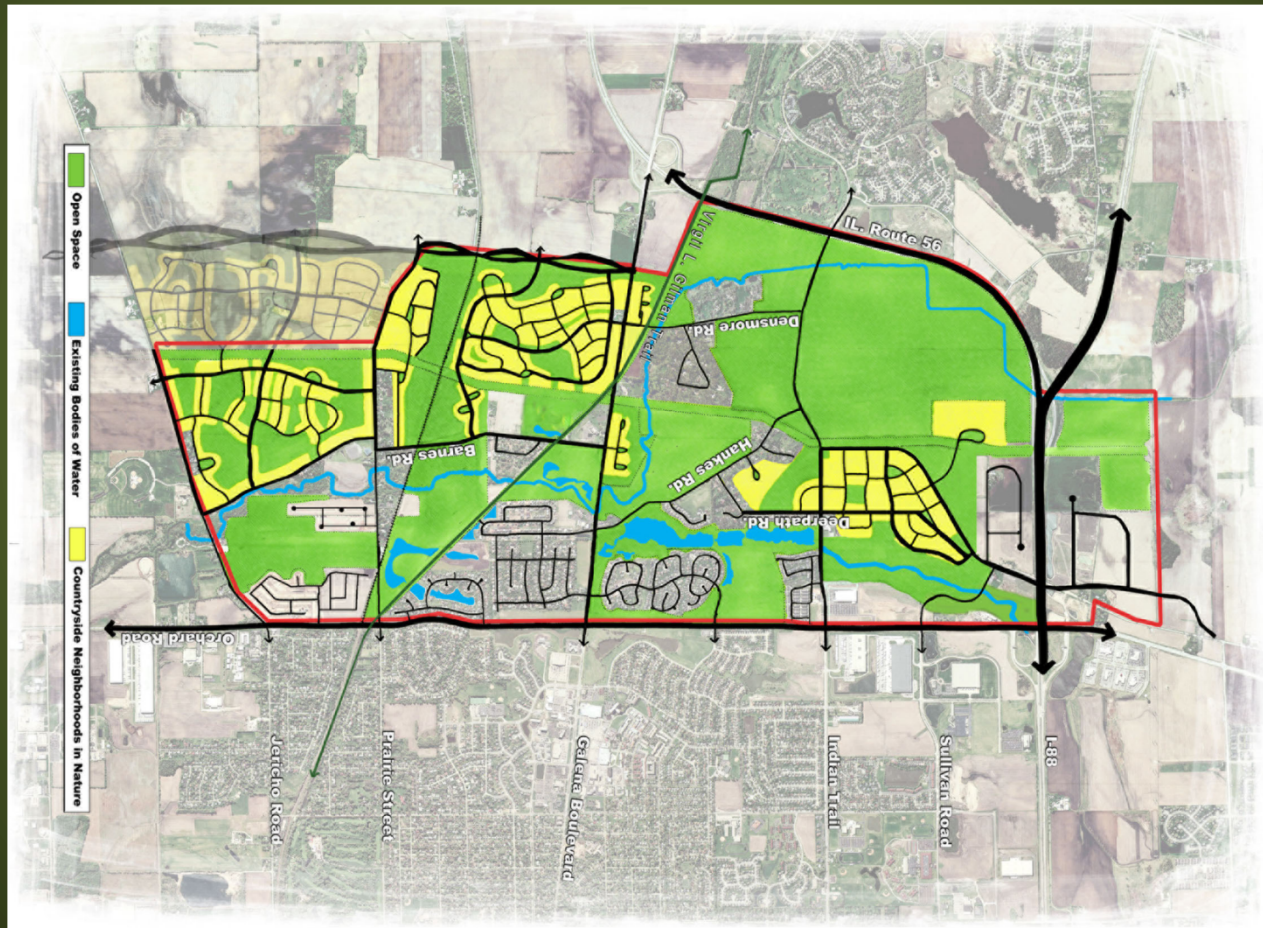 Open Space
Existing Bodies of Water
Countryside Neighborhoods in Nature
IL. Route 56
Virgil L. Gilman Trail
Densmore Rd.
Hankes Rd.
Barnes Rd.
Deerpath Rd.
Orchard Road
Jericho Road
Prairie Street
Galena Boulevard
Indian Trail
Sullivan Road
I-88